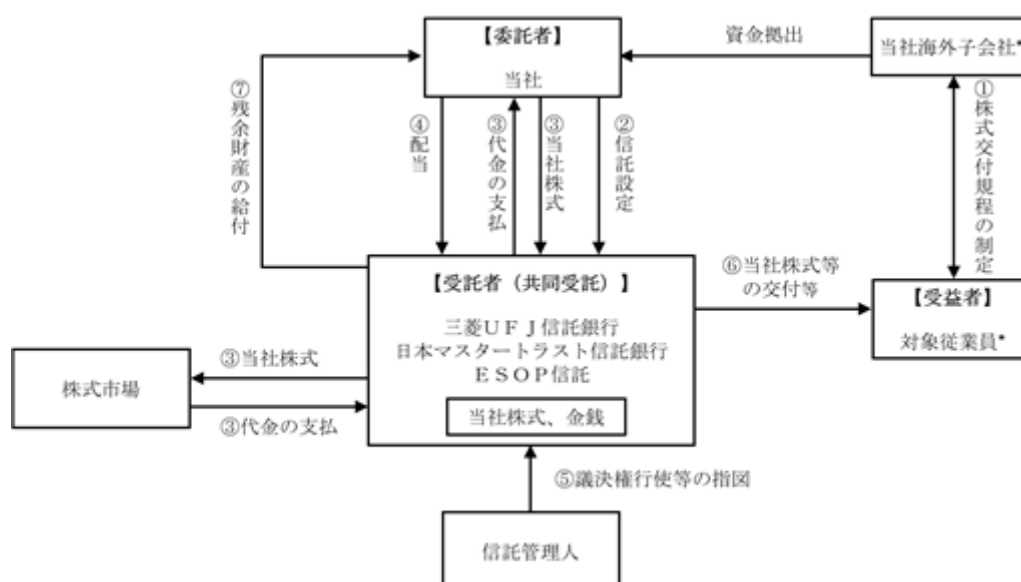 【委託者】
当社
資金拠出
当社海外子会社*
⑦残余財産の給付
④配当
③代金の支払
③当社株式
②信託設定
①株式交付規程の制定
【受託者（共同受託）】
三菱UFJ信託銀行
日本マスタートラスト信託銀行
ESOP信託
当社株式、金銭
⑥当社株式等
の交付等
【受益者】
対象従業員*
株式市場
③当社株式
③代金の支払
⑤議決権行使等の指図
信託管理人